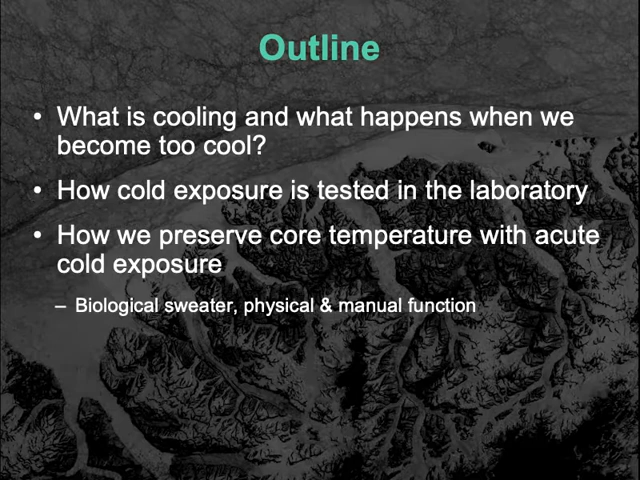 Outline
• What is cooling and what happens when we
become too cool?
• How cold exposure is tested in the laboratory
• How we preserve core temperature with acute
cold exposure
– Biological sweater, physical & manual function